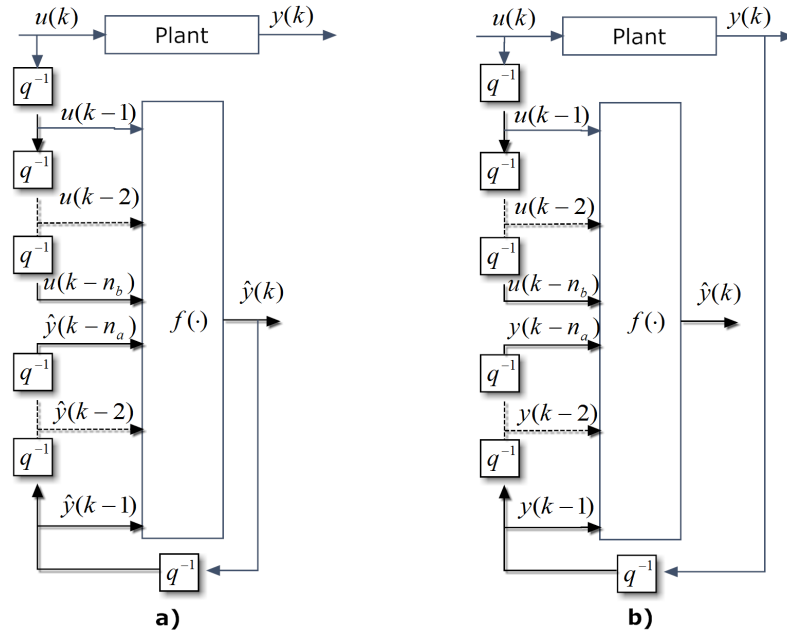 u(k)
Plant
y(k)
q⁻¹
u(k−1)
q⁻¹
u(k−2)
q⁻¹
u(k−n_b)
ŷ(k)
ŷ(k−n_a)
f(·)
q⁻¹
ŷ(k−2)
q⁻¹
ŷ(k−1)
q⁻¹
a)
u(k)
Plant
y(k)
q⁻¹
u(k−1)
q⁻¹
u(k−2)
q⁻¹
u(k−n_b)
ŷ(k)
y(k−n_a)
f(·)
q⁻¹
y(k−2)
q⁻¹
y(k−1)
q⁻¹
b)